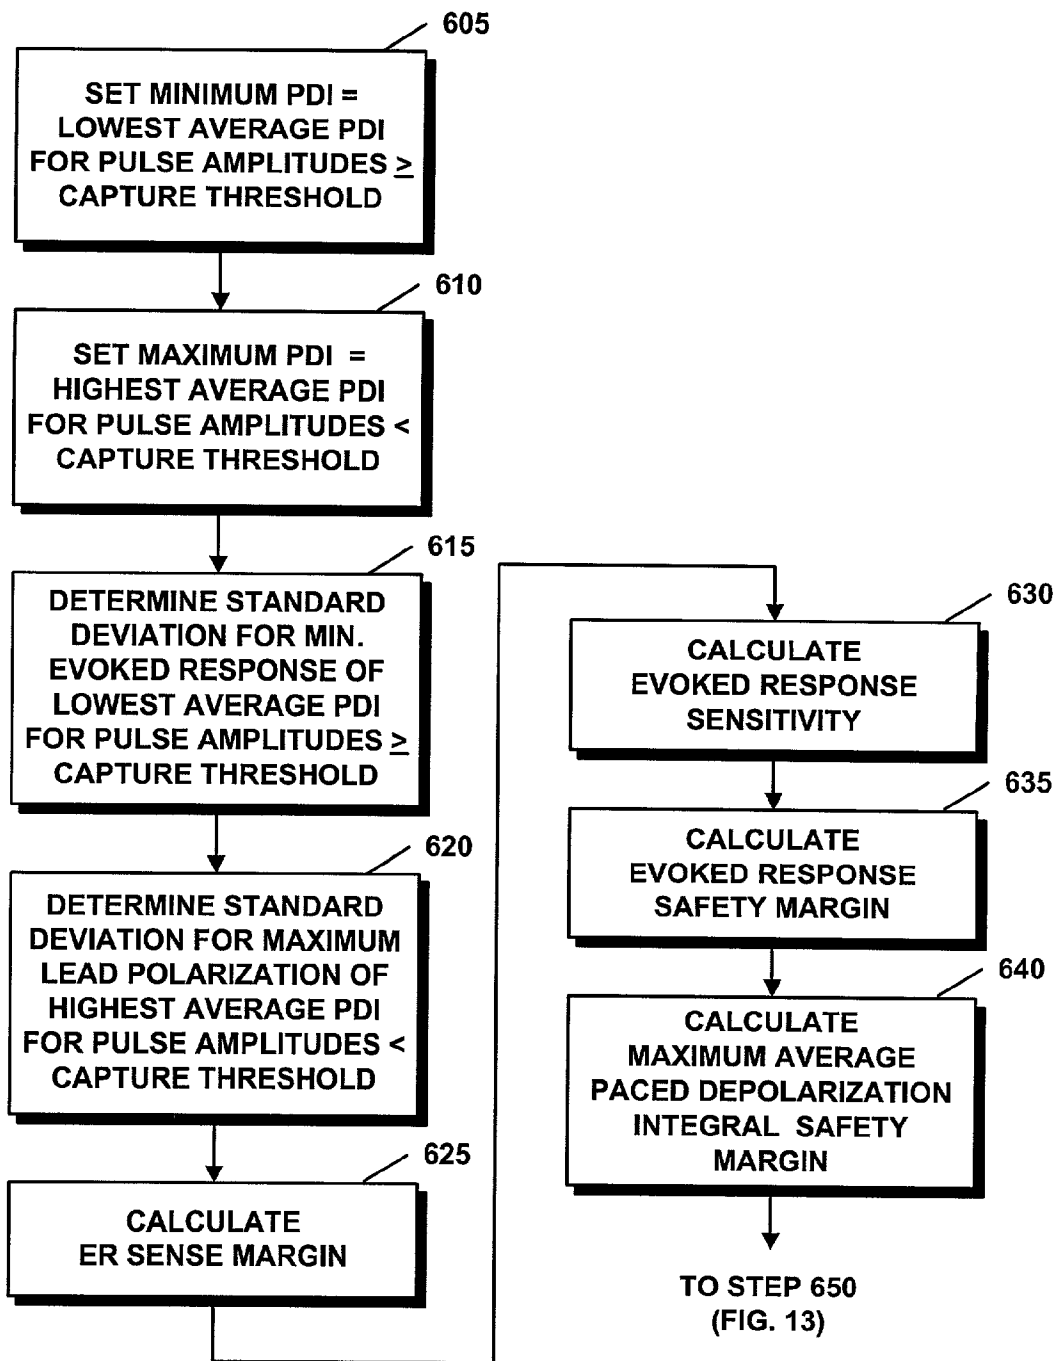 605
SET MINIMUM PDI =
LOWEST AVERAGE PDI
FOR PULSE AMPLITUDES ≥
CAPTURE THRESHOLD
610
SET MAXIMUM PDI =
HIGHEST AVERAGE PDI
FOR PULSE AMPLITUDES <
CAPTURE THRESHOLD
615
DETERMINE STANDARD
DEVIATION FOR MIN.
EVOKED RESPONSE OF
LOWEST AVERAGE PDI
FOR PULSE AMPLITUDES ≥
CAPTURE THRESHOLD
620
DETERMINE STANDARD
DEVIATION FOR MAXIMUM
LEAD POLARIZATION OF
HIGHEST AVERAGE PDI
FOR PULSE AMPLITUDES <
CAPTURE THRESHOLD
625
CALCULATE
ER SENSE MARGIN
630
CALCULATE
EVOKED RESPONSE
SENSITIVITY
635
CALCULATE
EVOKED RESPONSE
SAFETY MARGIN
640
CALCULATE
MAXIMUM AVERAGE
PACED DEPOLARIZATION
INTEGRAL SAFETY
MARGIN
TO STEP 650
(FIG. 13)